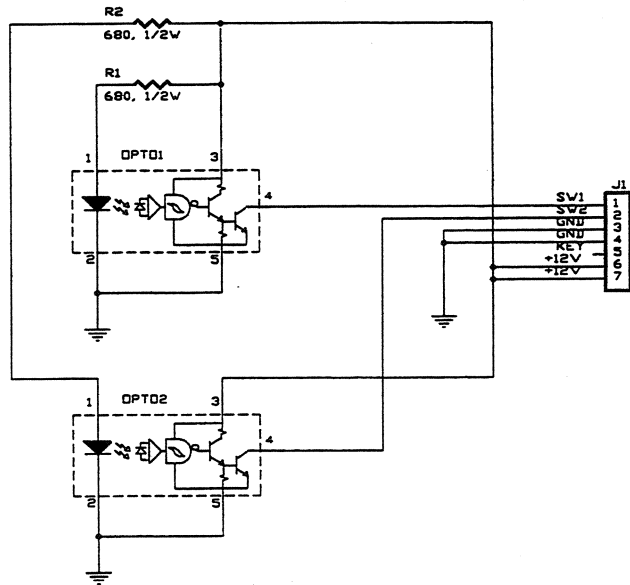 R2
680, 1/2W
R1
680, 1/2W
1 OPTO1 3
4
2 5
J1
SW1 1
SW2 2
GND 3
GND 4
KEY 5
+12V 6
+12V 7
1 OPTO2 3
4
2 5